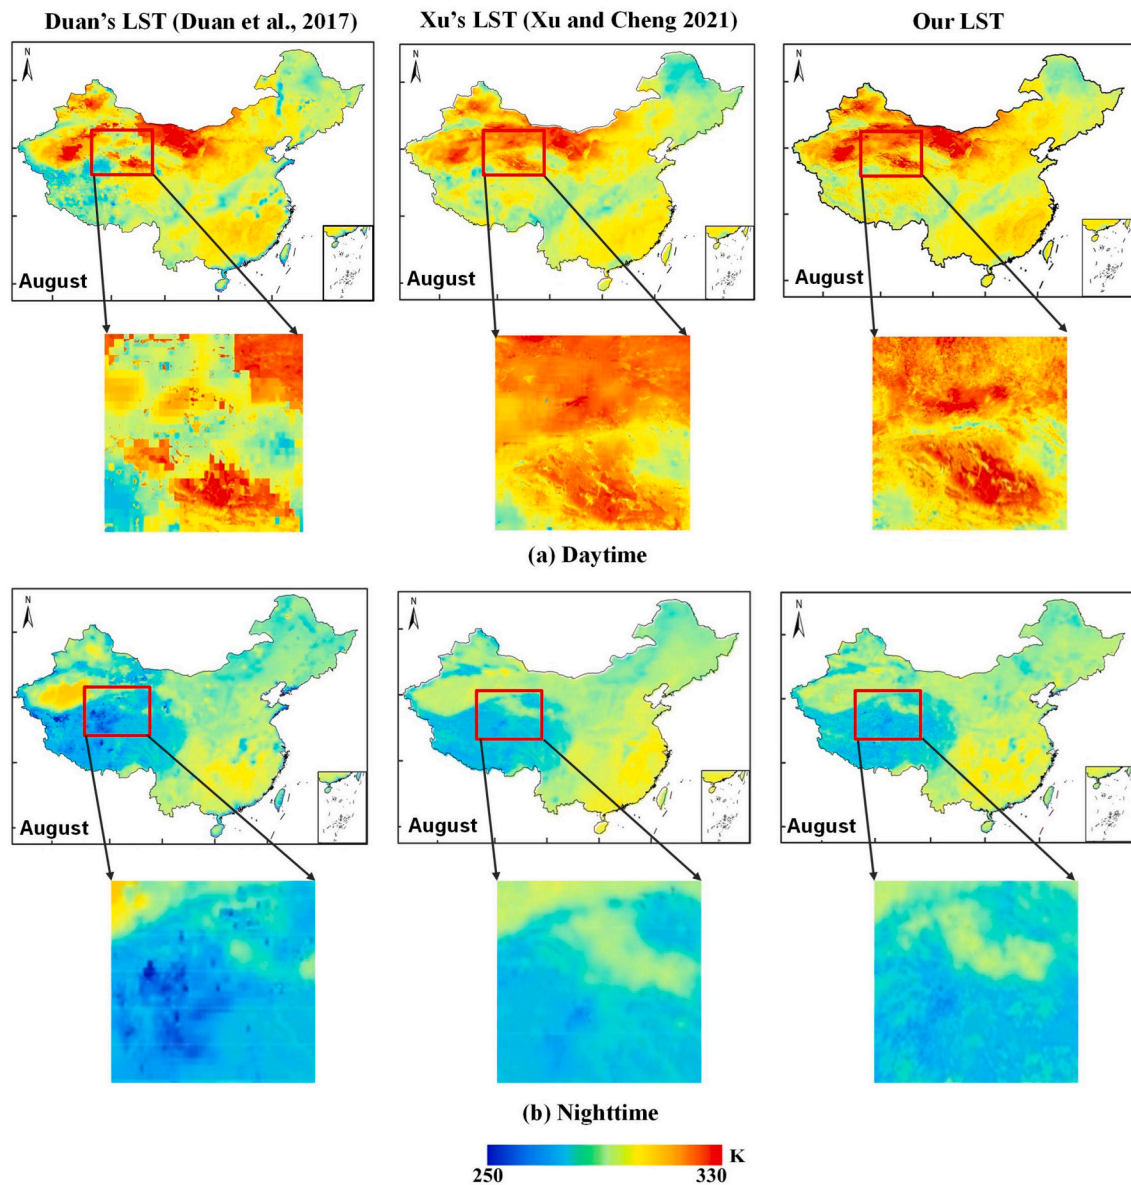 Duan's LST (Duan et al., 2017)
Xu's LST (Xu and Cheng 2021)
Our LST
N
N
N
August
August
August
(a) Daytime
N
N
N
August
August
August
(b) Nighttime
K
250
330